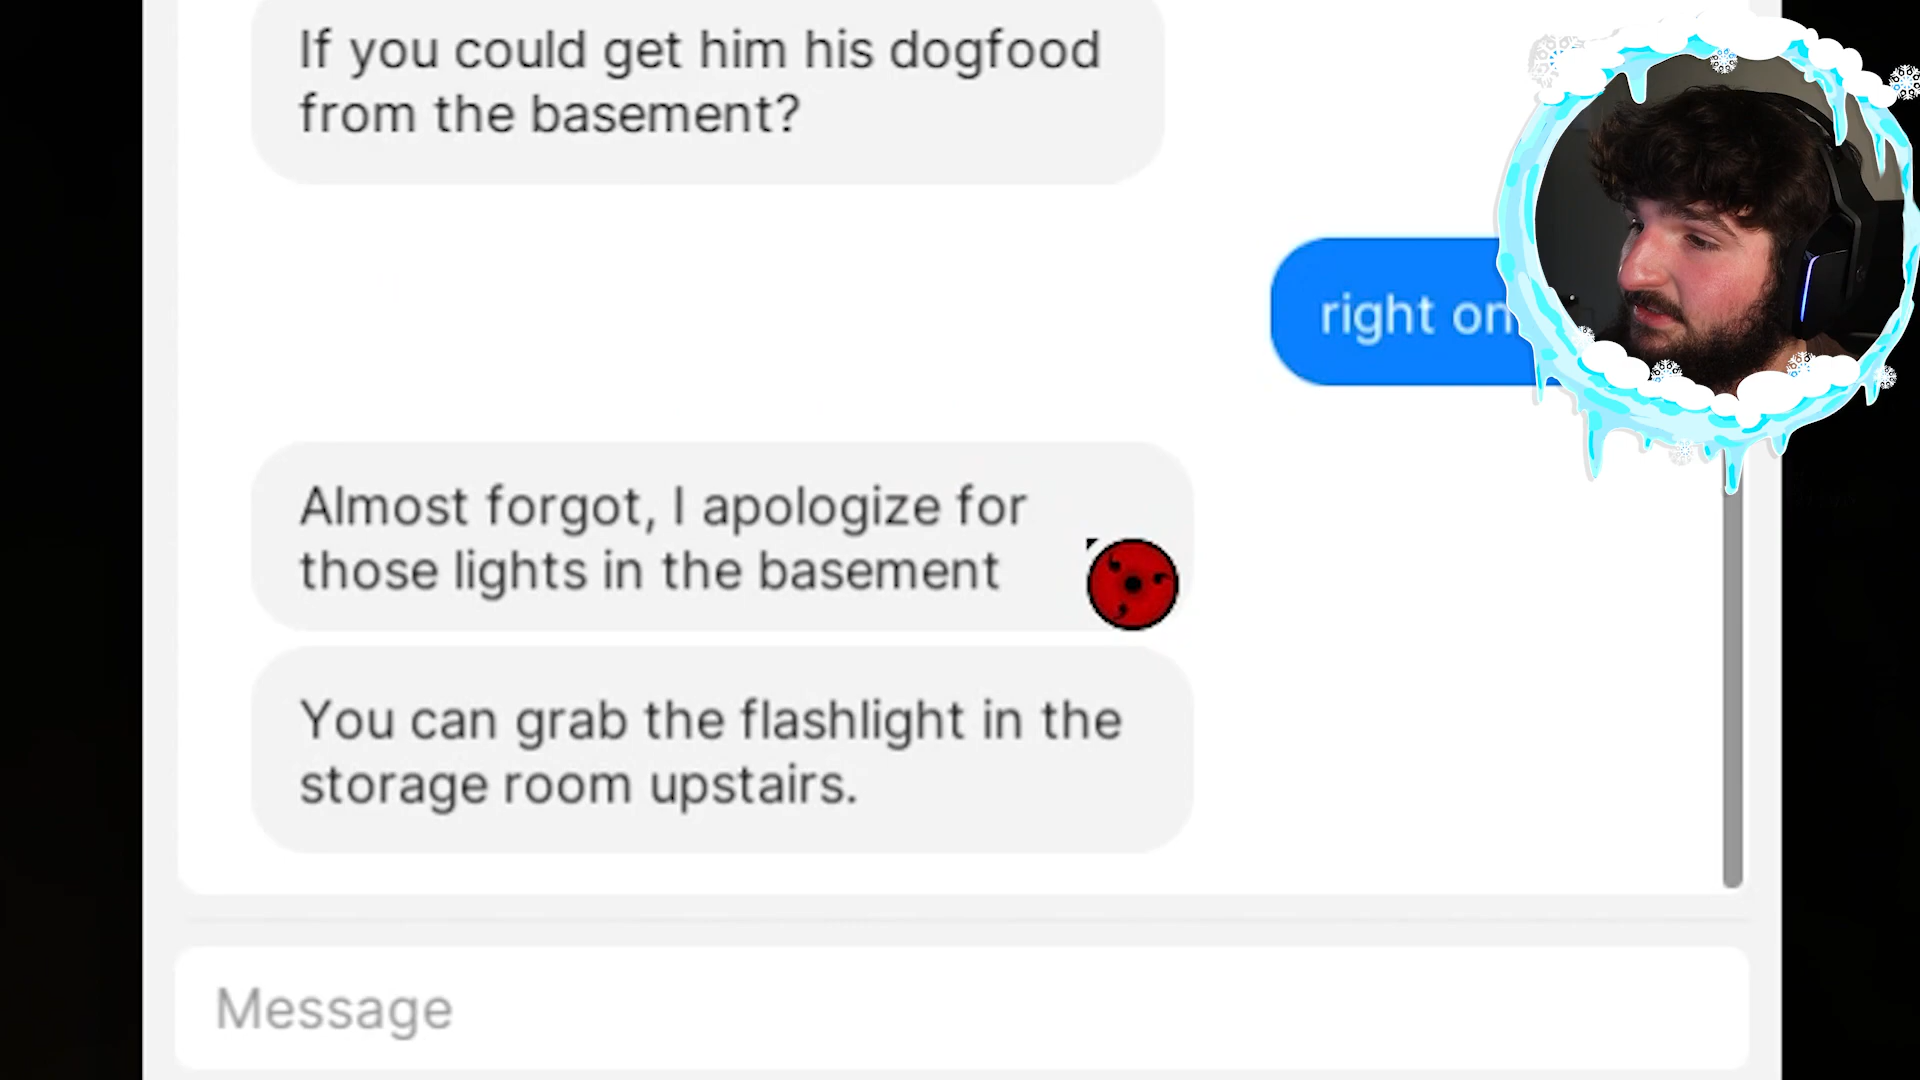 If you could get him his dogfood
from the basement?
right on
Almost forgot, I apologize for
those lights in the basement
You can grab the flashlight in the
storage room upstairs.
Message